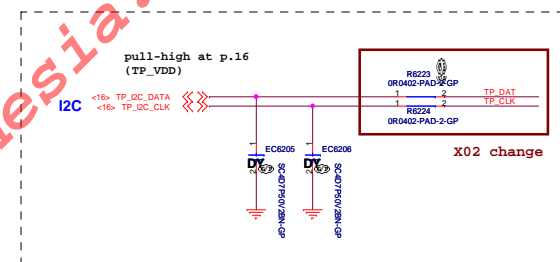 pull-high at p.16
(TP_VDD)
R6223
0R0402-PAD-2-GP
I2C
<16> TP_I2C_DATA
1
2
TP_DAT
<16> TP_I2C_CLK
1
2
TP_CLK
R6224
0R0402-PAD-2-GP
X02 change
1
EC6205
1
EC6206
DY
DY
2
2
SC4D7P50V2BN-GP
SC4D7P50V2BN-GP
nesia.